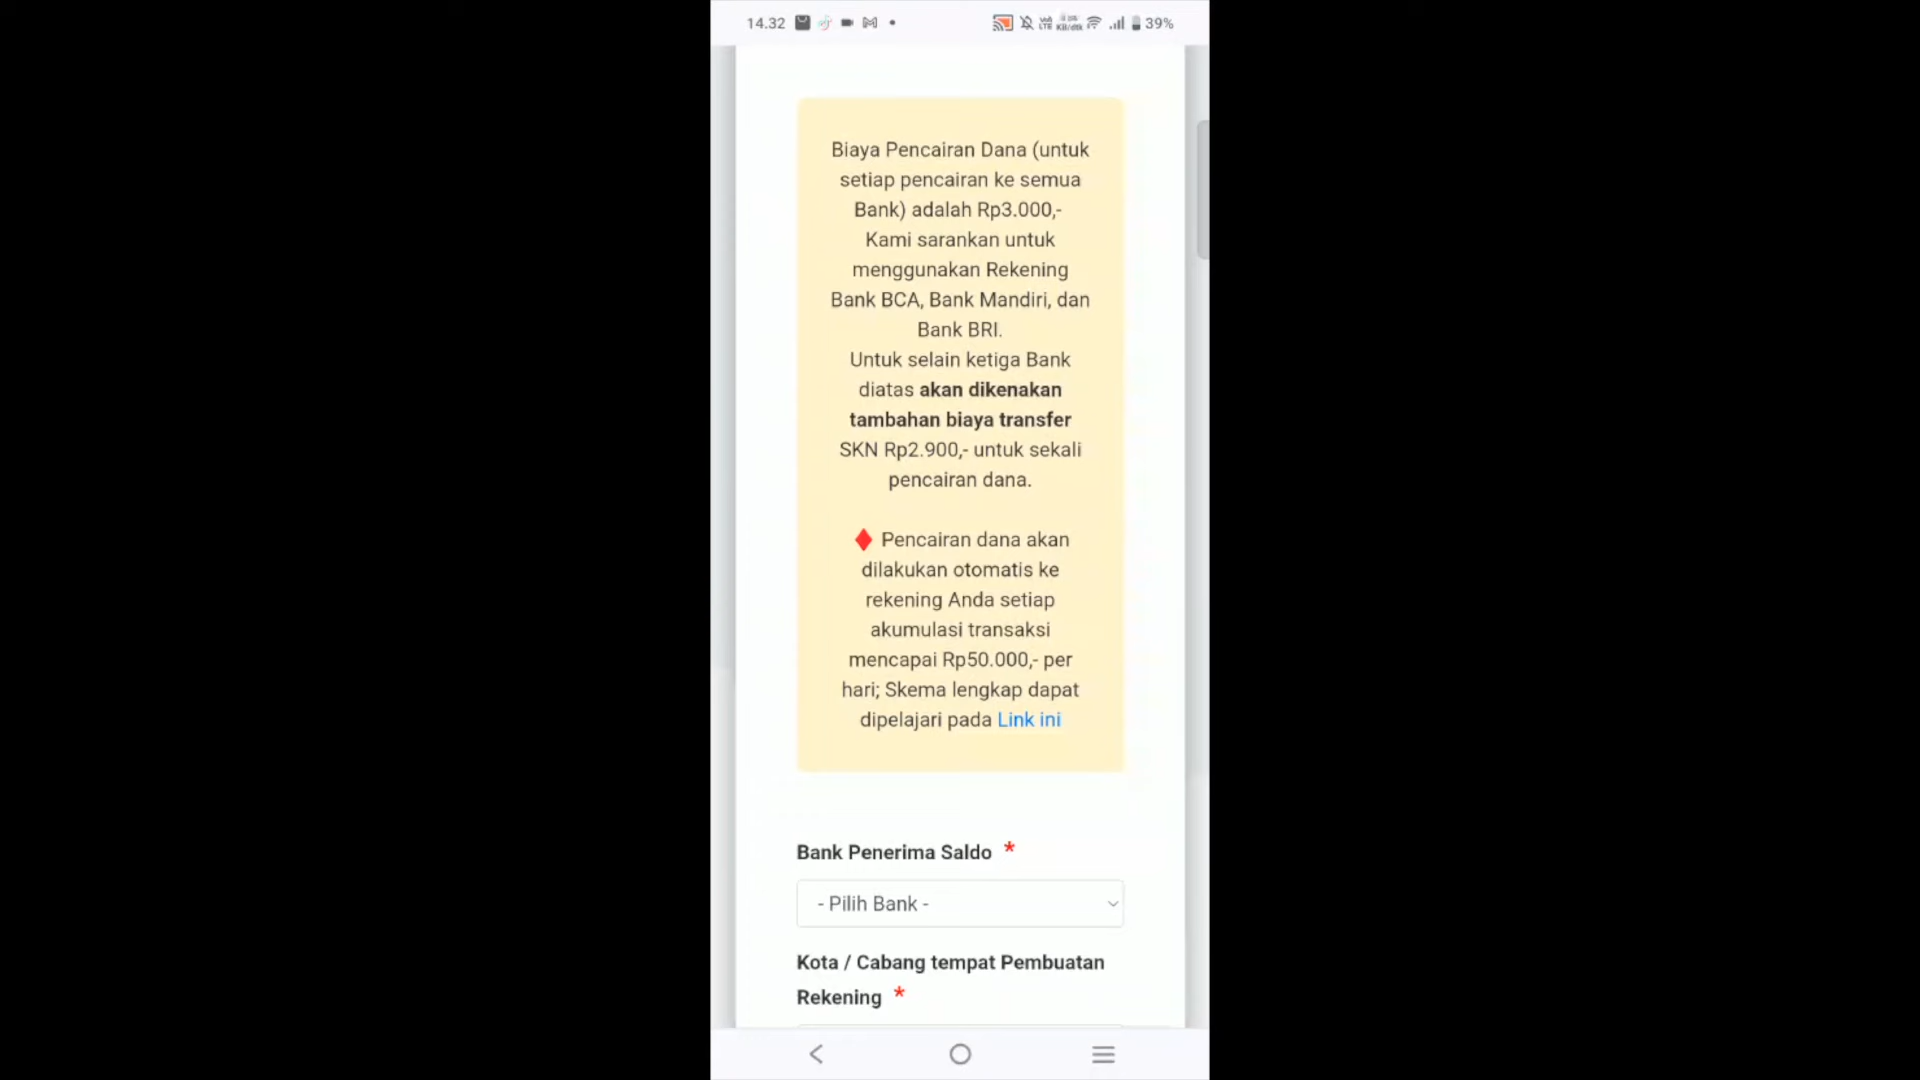 14.32
39%
Biaya Pencairan Dana (untuk
setiap pencairan ke semua
Bank) adalah Rp3.000,-
Kami sarankan untuk
menggunakan Rekening
Bank BCA, Bank Mandiri, dan
Bank BRI.
Untuk selain ketiga Bank
diatas akan dikenakan
tambahan biaya transfer
SKN Rp2.900,- untuk sekali
pencairan dana.
Pencairan dana akan
dilakukan otomatis ke
rekening Anda setiap
akumulasi transaksi
mencapai Rp50.000,- per
hari; Skema lengkap dapat
dipelajari pada Link ini
Bank Penerima Saldo *
- Pilih Bank -
Kota / Cabang tempat Pembuatan
Rekening *